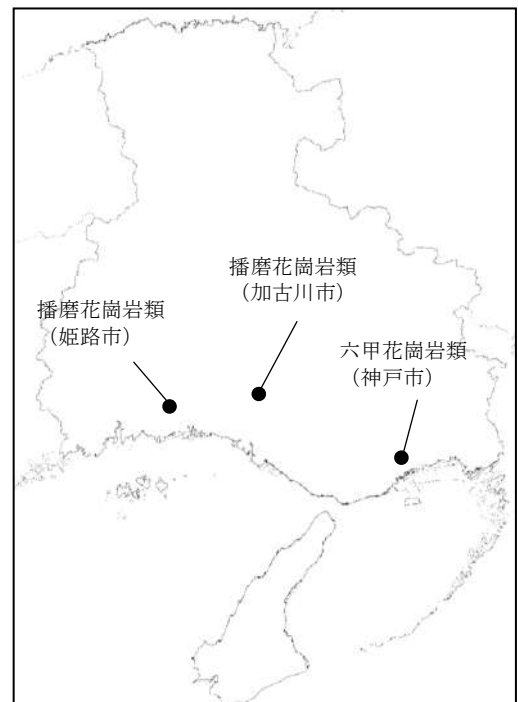 播磨花崗岩類
（加古川市）
播磨花崗岩類
（姫路市）
六甲花崗岩類
（神戸市）